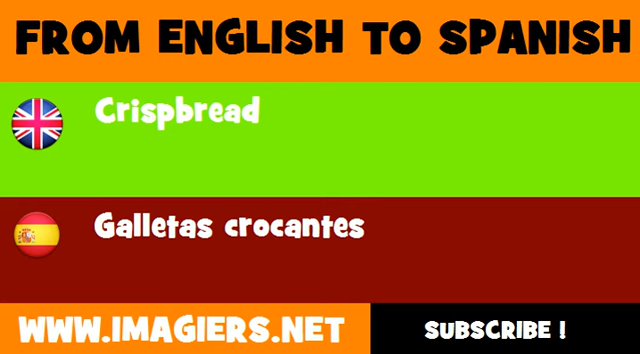 FROM ENGLISH TO SPANISH
Crispbread
Galletas crocantes
WWW.IMAGIERS.NET
SUBSCRIBE !